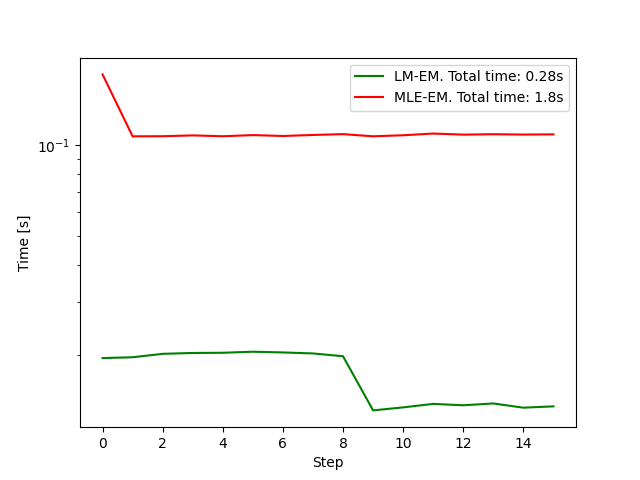 LM-EM. Total time: 0.28s
MLE-EM. Total time: 1.8s
10⁻¹
Time [s]
0 2 4 6 8 10 12 14
Step